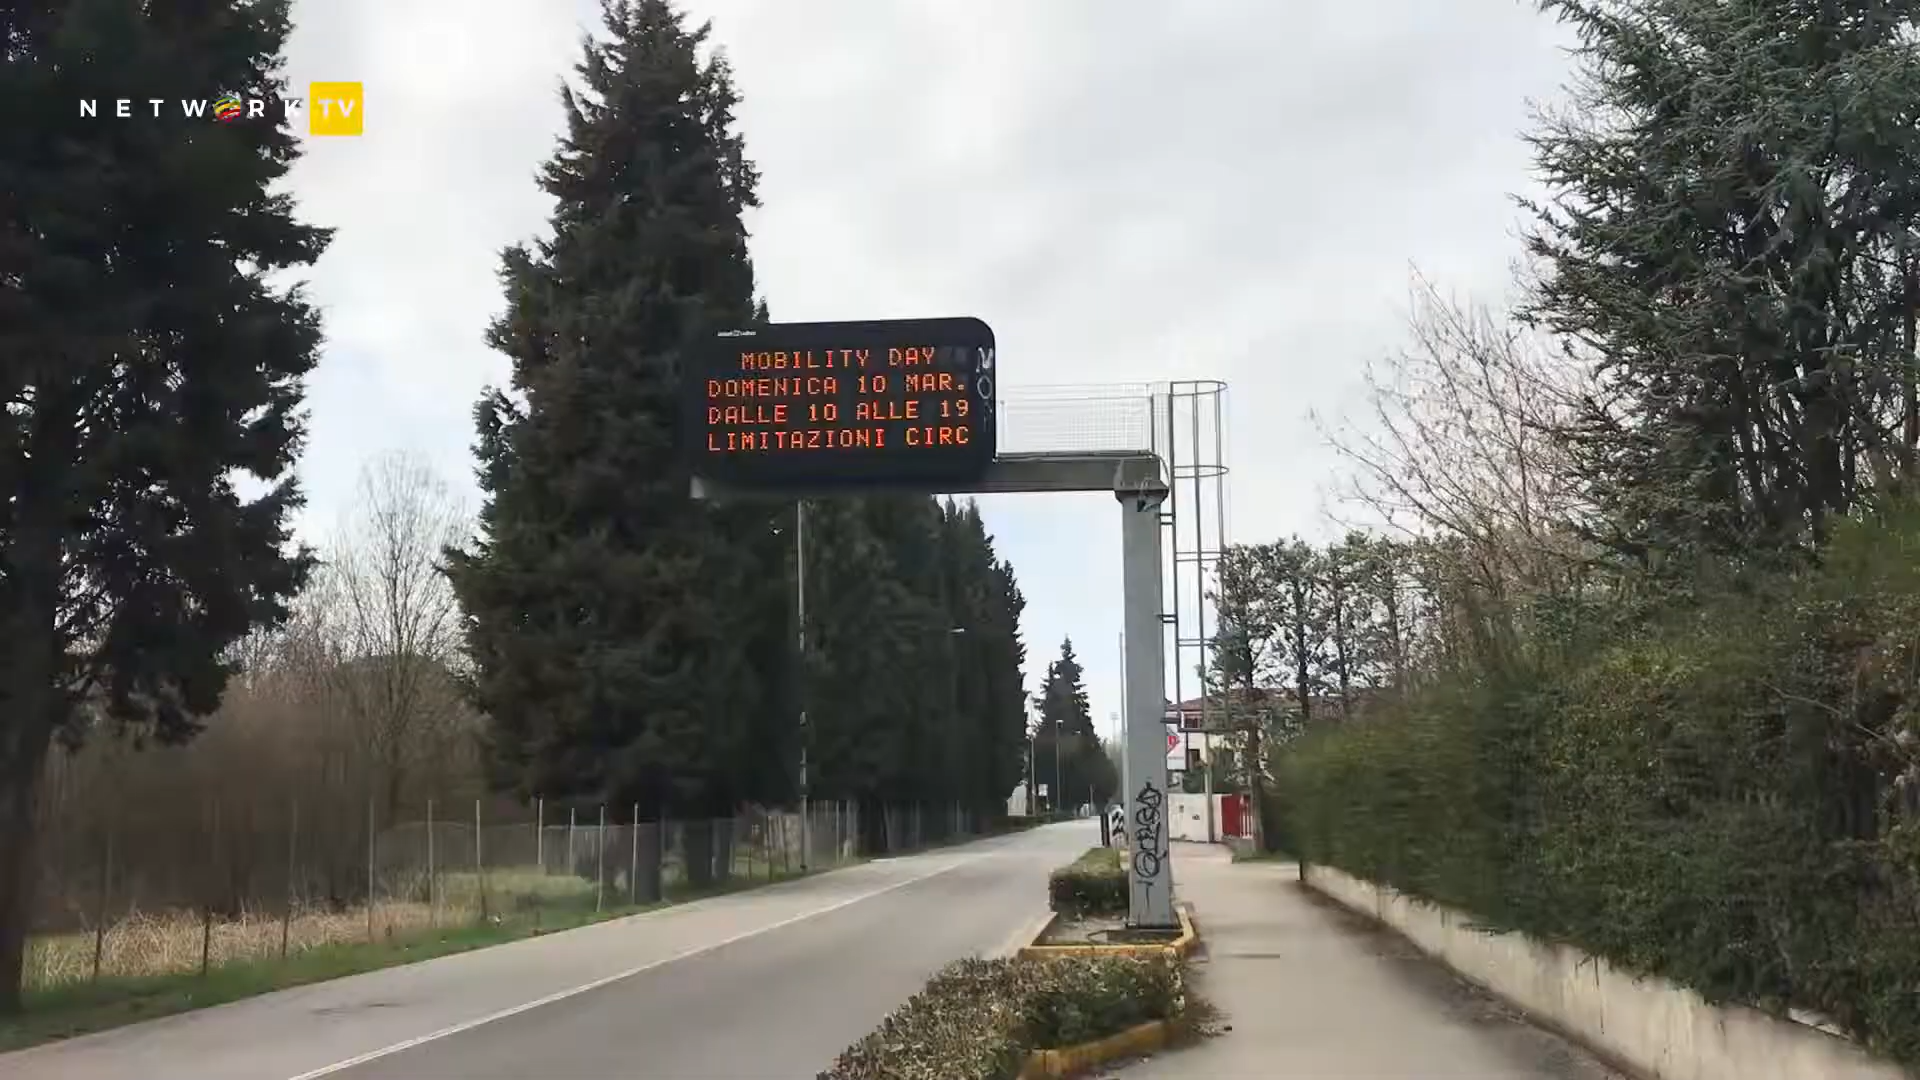 NETWORK TV
MOBILITY DAY
DOMENICA 10 MAR.
DALLE 10 ALLE 19
LIMITAZIONI CIRC